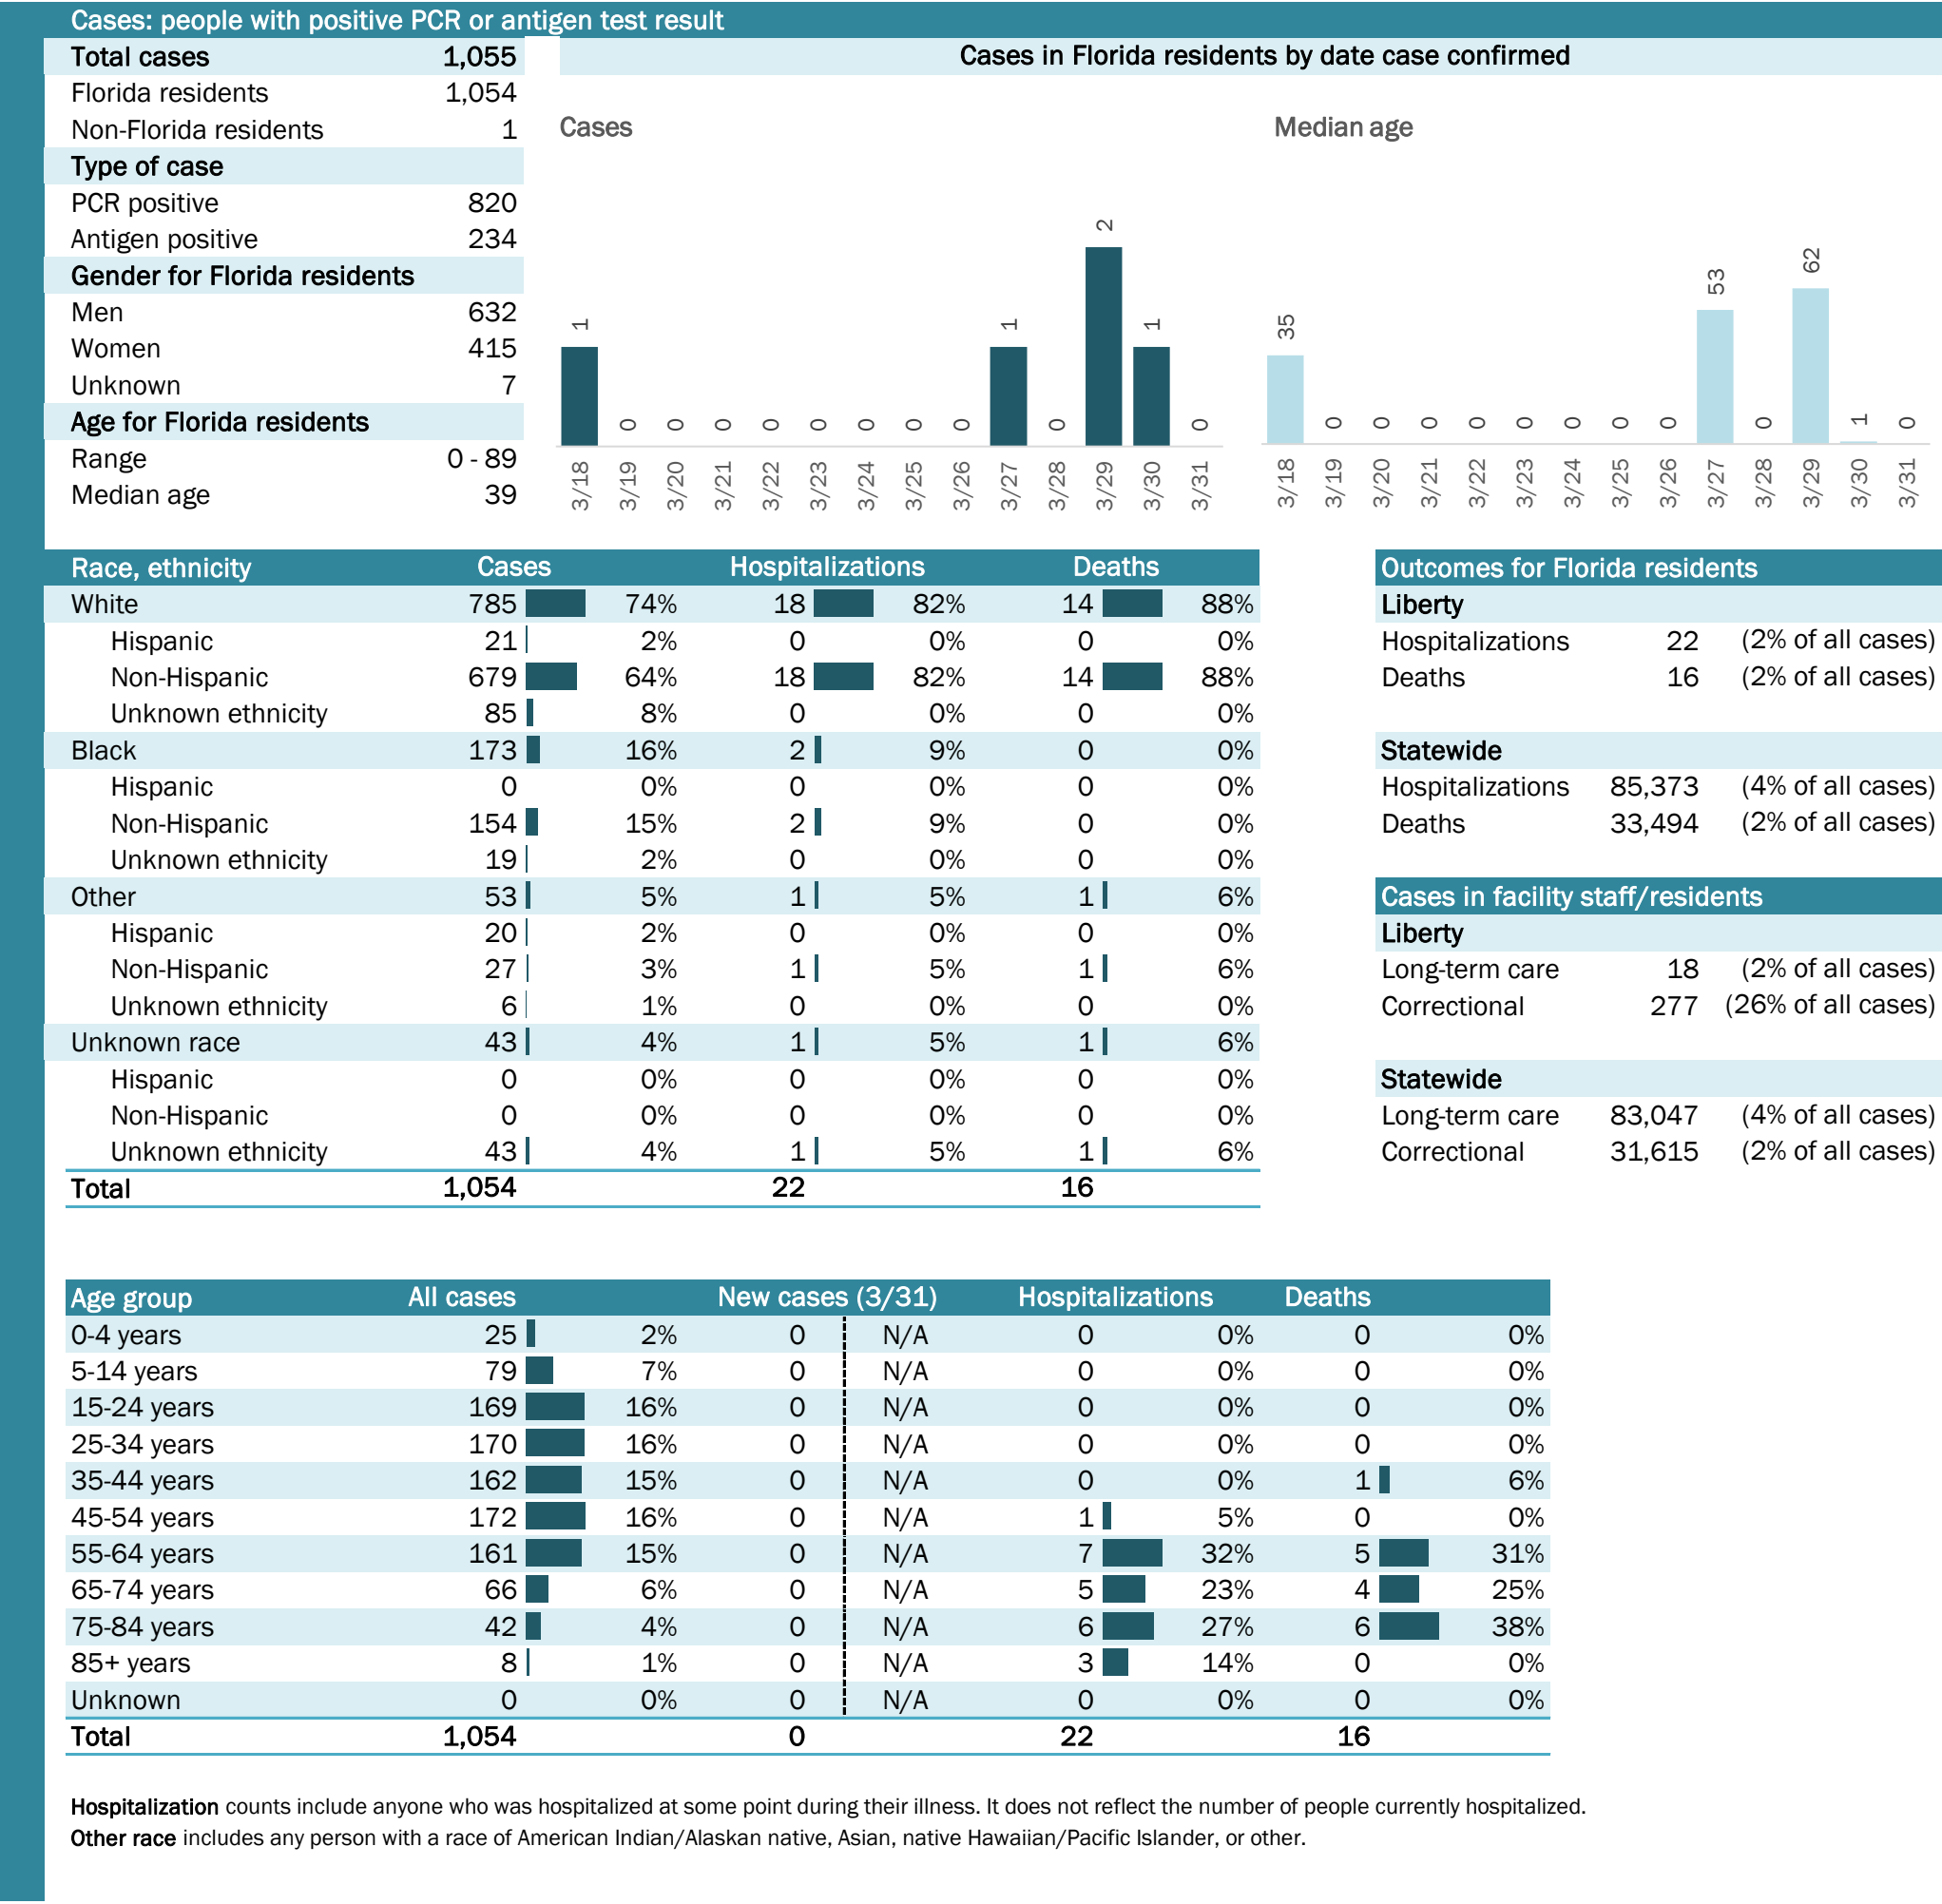 Cases: people with positive PCR or antigen test result
Total cases 1,055
Florida residents 1,054
Non-Florida residents 1
Type of case
PCR positive 820
Antigen positive 234
Gender for Florida residents
Men 632
Women 415
Unknown 7
Age for Florida residents
Range 0 - 89
Median age 39
Cases in Florida residents by date case confirmed
Cases
1 0 0 0 0 0 0 0 0 1 0 2 1 0
3/18 3/19 3/20 3/21 3/22 3/23 3/24 3/25 3/26 3/27 3/28 3/29 3/30 3/31
Median age
35 0 0 0 0 0 0 0 0 53 0 62 1 0
3/18 3/19 3/20 3/21 3/22 3/23 3/24 3/25 3/26 3/27 3/28 3/29 3/30 3/31
Race, ethnicity Cases Hospitalizations Deaths
White 785 74% 18 82% 14 88%
Hispanic 21 2% 0 0% 0 0%
Non-Hispanic 679 64% 18 82% 14 88%
Unknown ethnicity 85 8% 0 0% 0 0%
Black 173 16% 2 9% 0 0%
Hispanic 0 0% 0 0% 0 0%
Non-Hispanic 154 15% 2 9% 0 0%
Unknown ethnicity 19 2% 0 0% 0 0%
Other 53 5% 1 5% 1 6%
Hispanic 20 2% 0 0% 0 0%
Non-Hispanic 27 3% 1 5% 1 6%
Unknown ethnicity 6 1% 0 0% 0 0%
Unknown race 43 4% 1 5% 1 6%
Hispanic 0 0% 0 0% 0 0%
Non-Hispanic 0 0% 0 0% 0 0%
Unknown ethnicity 43 4% 1 5% 1 6%
Total 1,054 22 16
Outcomes for Florida residents
Liberty
Hospitalizations 22 (2% of all cases)
Deaths 16 (2% of all cases)
Statewide
Hospitalizations 85,373 (4% of all cases)
Deaths 33,494 (2% of all cases)
Cases in facility staff/residents
Liberty
Long-term care 18 (2% of all cases)
Correctional 277 (26% of all cases)
Statewide
Long-term care 83,047 (4% of all cases)
Correctional 31,615 (2% of all cases)
Age group All cases New cases (3/31) Hospitalizations Deaths
0-4 years 25 2% 0 N/A 0 0% 0 0%
5-14 years 79 7% 0 N/A 0 0% 0 0%
15-24 years 169 16% 0 N/A 0 0% 0 0%
25-34 years 170 16% 0 N/A 0 0% 0 0%
35-44 years 162 15% 0 N/A 0 0% 1 6%
45-54 years 172 16% 0 N/A 1 5% 0 0%
55-64 years 161 15% 0 N/A 7 32% 5 31%
65-74 years 66 6% 0 N/A 5 23% 4 25%
75-84 years 42 4% 0 N/A 6 27% 6 38%
85+ years 8 1% 0 N/A 3 14% 0 0%
Unknown 0 0% 0 N/A 0 0% 0 0%
Total 1,054 0 22 16
Hospitalization counts include anyone who was hospitalized at some point during their illness. It does not reflect the number of people currently hospitalized.
Other race includes any person with a race of American Indian/Alaskan native, Asian, native Hawaiian/Pacific Islander, or other.